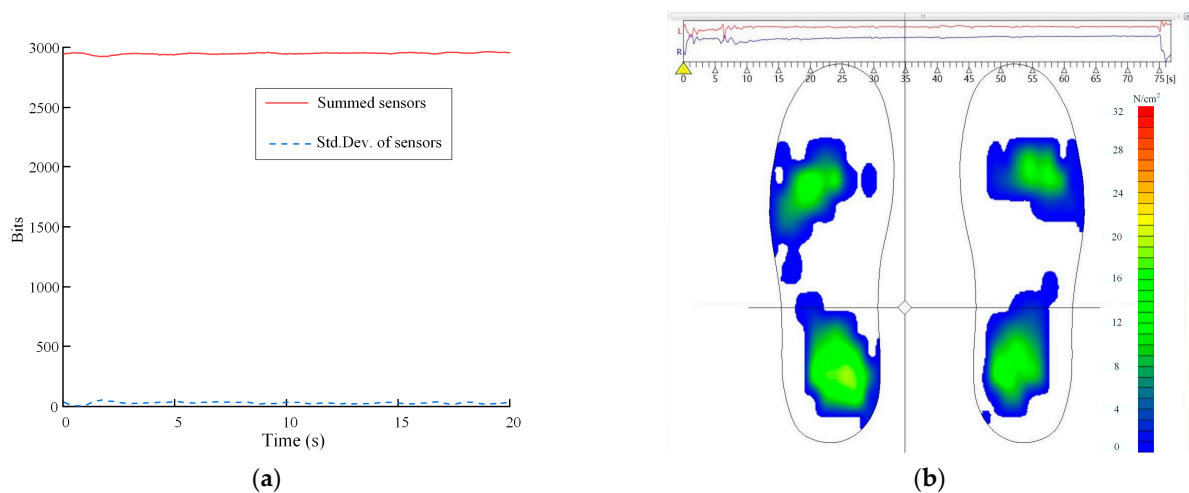 3000
2500
2000
1500
1000
500
0
Bits
Summed sensors
Std.Dev. of sensors
0 5 10 15 20
Time (s)
(a)
L
R
0 5 10 15 20 25 30 35 40 45 50 55 60 65 70 75 [s]
N/cm²
32
28
24
20
16
12
8
4
0
(b)